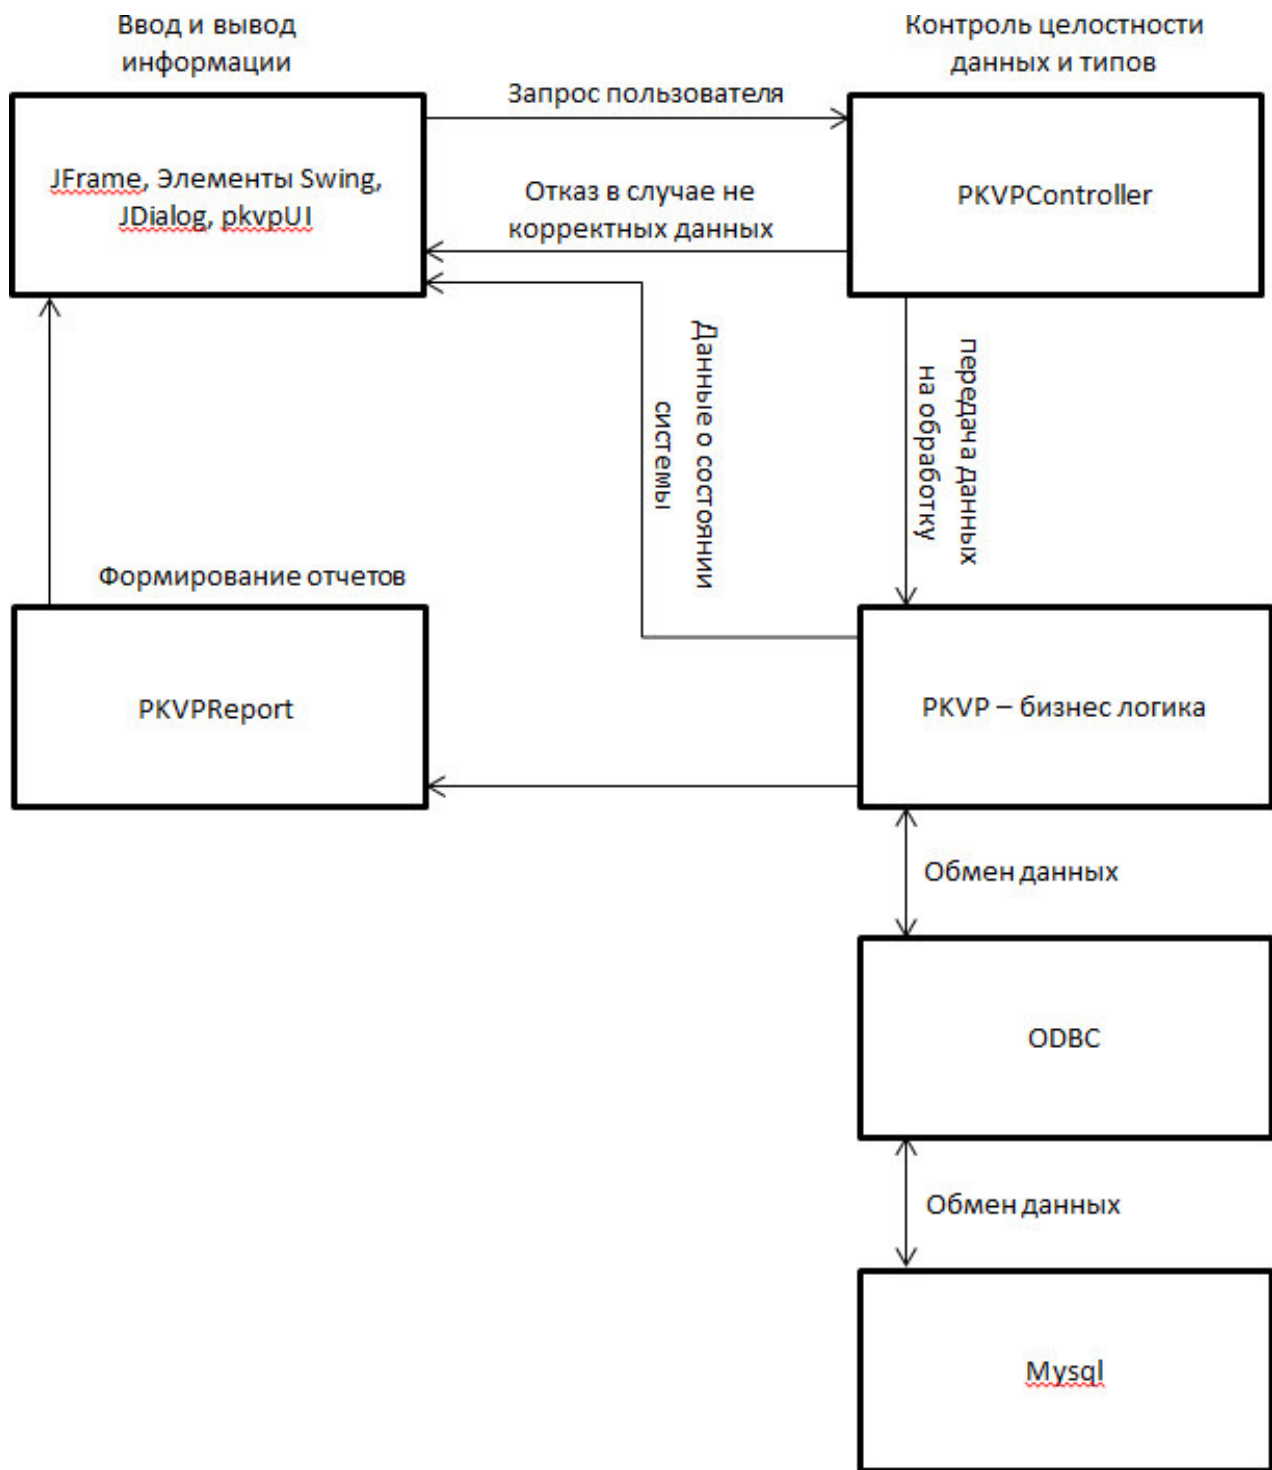 Ввод и вывод
информации
Контроль целостности
данных и типов
Запрос пользователя
JFrame, Элементы Swing,
JDialog, pkvpUI
Отказ в случае не
корректных данных
PKVPController
Данные о состоянии
системы
передача данных
на обработку
Формирование отчетов
PKVPReport
PKVP – бизнес логика
Обмен данных
ODBC
Обмен данных
Mysql